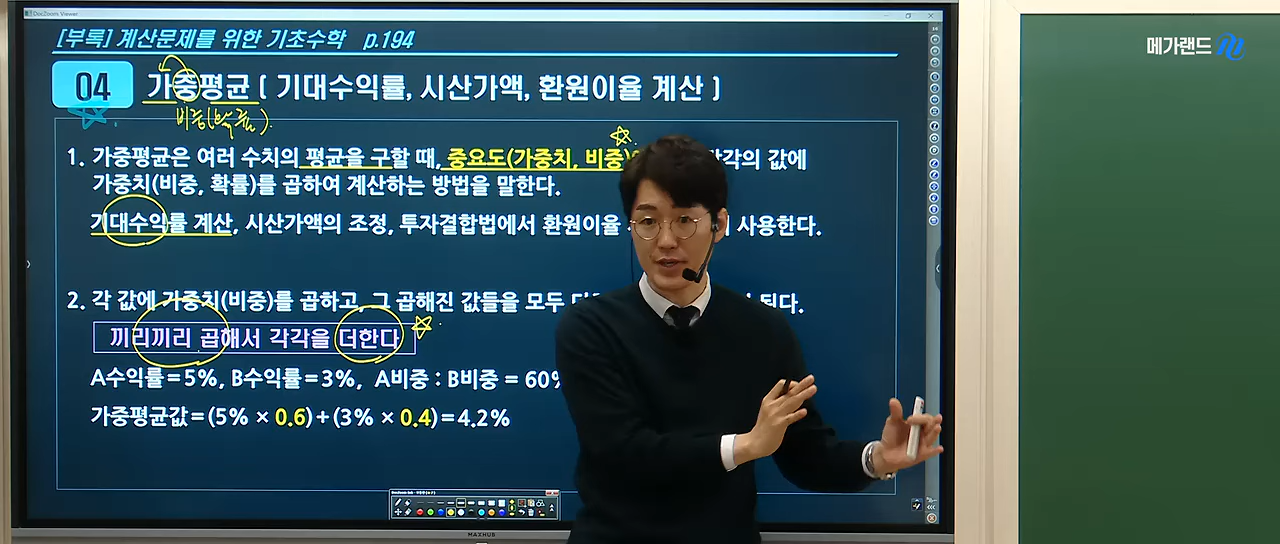 DocZoom Viewer
[부록] 계산문제를 위한 기초수학 p.194
메가랜드
04 가중평균 ( 기대수익률, 시산가액, 환원이율 계산 )
비중(확률).
1. 가중평균은 여러 수치의 평균을 구할 때, 중요도(가중치, 비중) 각각의 값에
가중치(비중, 확률)를 곱하여 계산하는 방법을 말한다.
기대수익률 계산, 시산가액의 조정, 투자결합법에서 환원이율 사용한다.
2. 각 값에 가중치(비중)를 곱하고, 그 곱해진 값들을 모두 된다.
끼리끼리 곱해서 각각을 더한다
A수익률=5%, B수익률=3%, A비중 : B비중 = 60%
가중평균값=(5% × 0.6)+(3% × 0.4)=4.2%
MAXHUB